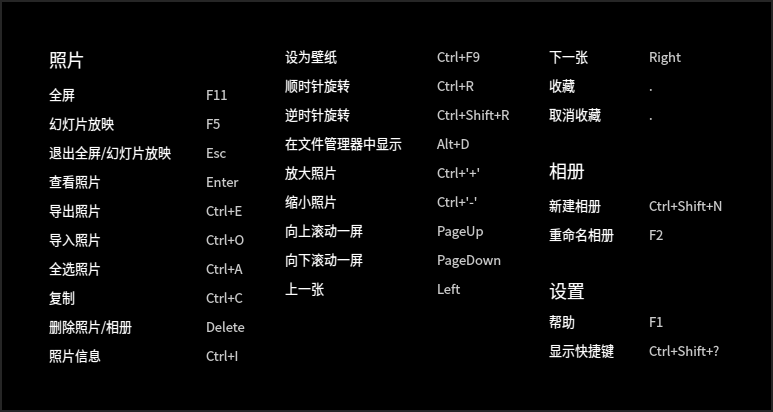 照片
全屏 F11
幻灯片放映 F5
退出全屏/幻灯片放映 Esc
查看照片 Enter
导出照片 Ctrl+E
导入照片 Ctrl+O
全选照片 Ctrl+A
复制 Ctrl+C
删除照片/相册 Delete
照片信息 Ctrl+I
设为壁纸 Ctrl+F9
顺时针旋转 Ctrl+R
逆时针旋转 Ctrl+Shift+R
在文件管理器中显示 Alt+D
放大照片 Ctrl+'+'
缩小照片 Ctrl+'-'
向上滚动一屏 PageUp
向下滚动一屏 PageDown
上一张 Left
下一张 Right
收藏 .
取消收藏 .
相册
新建相册 Ctrl+Shift+N
重命名相册 F2
设置
帮助 F1
显示快捷键 Ctrl+Shift+?